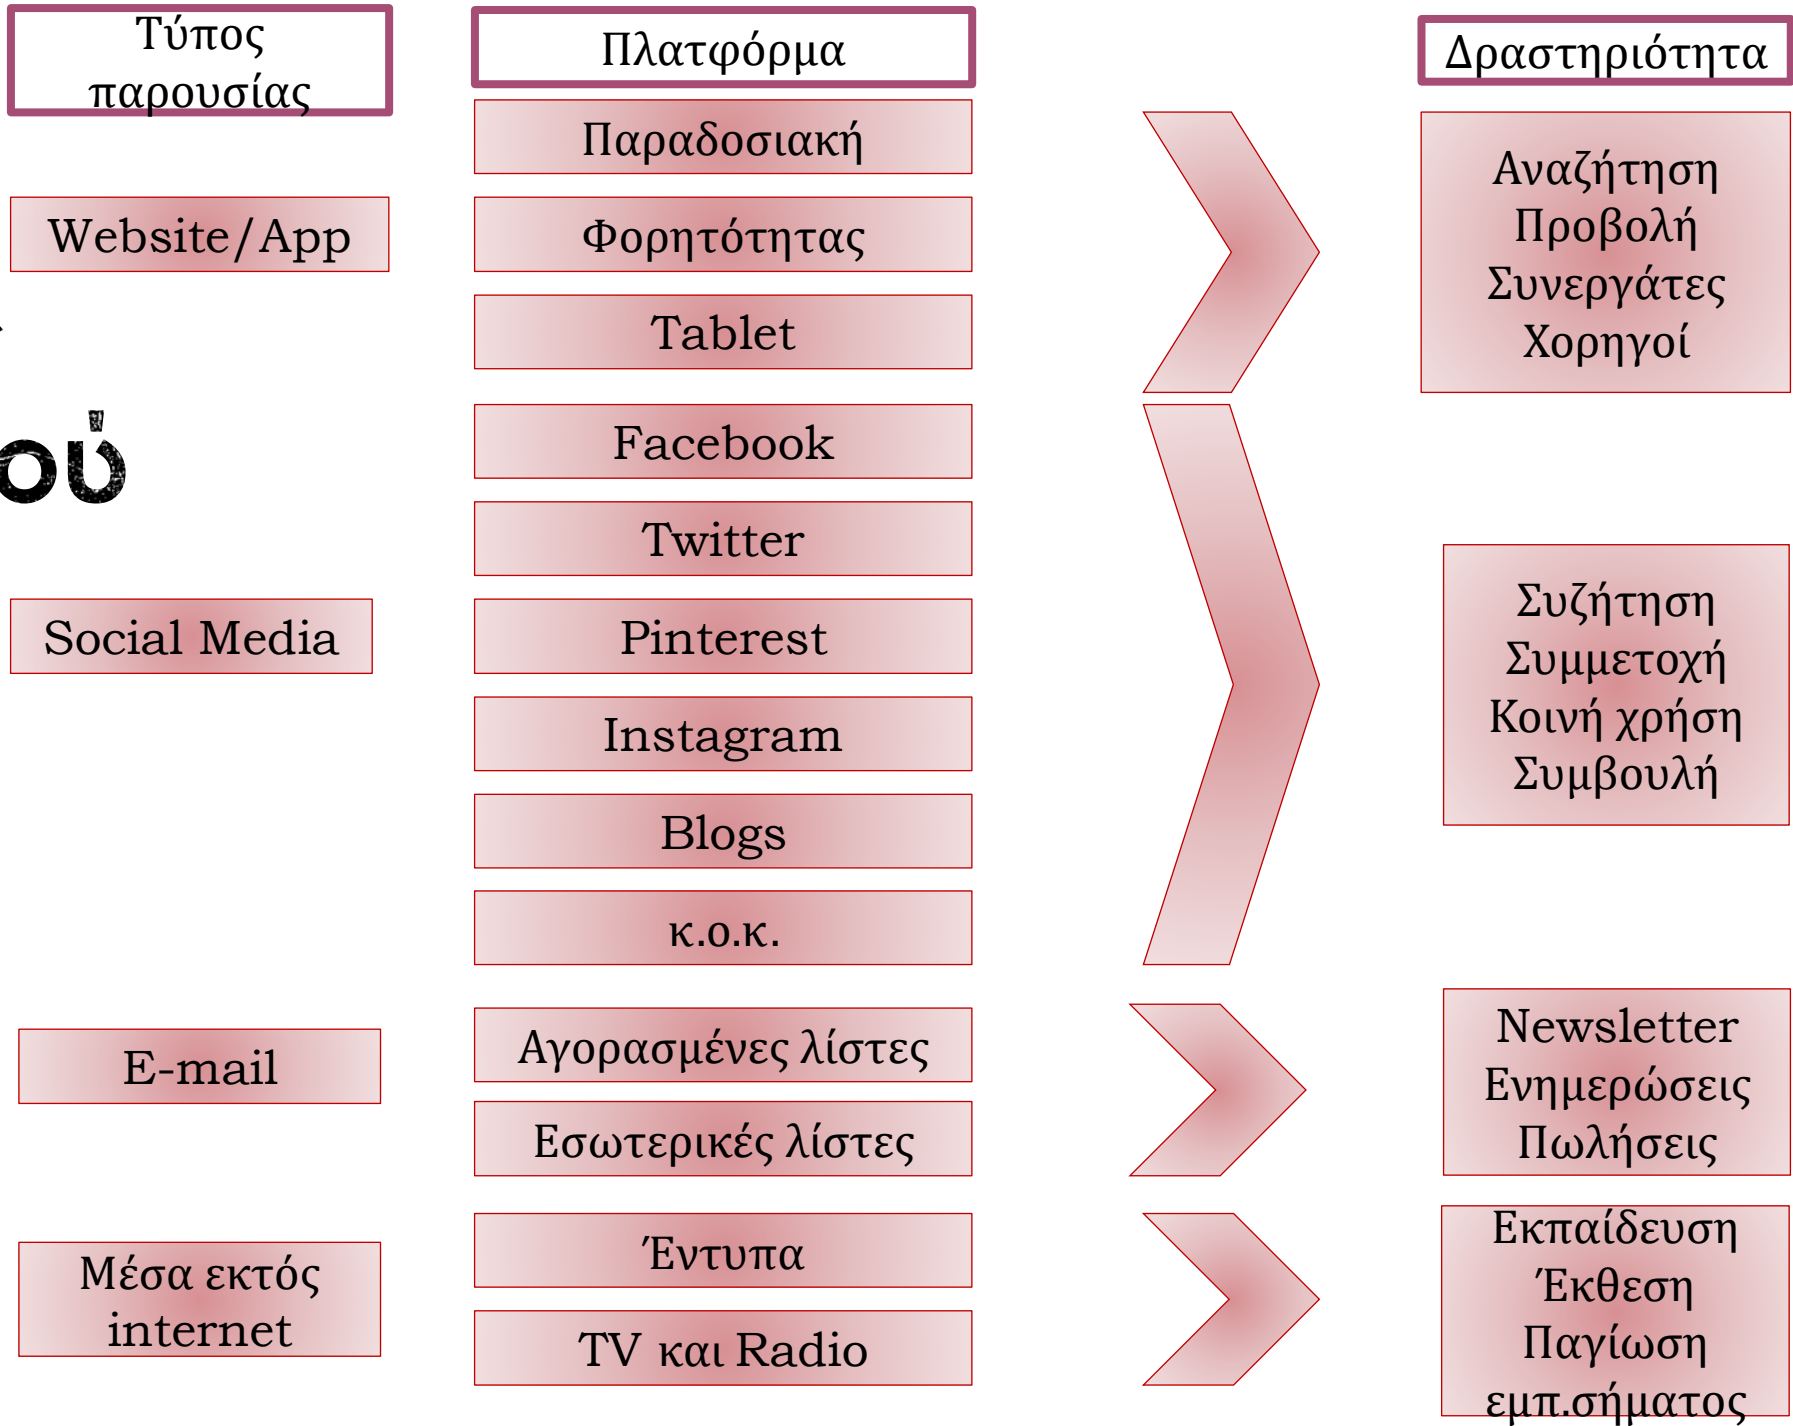 Τύπος
παρουσίας
Πλατφόρμα
Δραστηριότητα
Παραδοσιακή
Website/App
Φορητότητας
Tablet
Αναζήτηση
Προβολή
Συνεργάτες
Χορηγοί
Facebook
Twitter
Social Media
Pinterest
Instagram
Blogs
κ.ο.κ.
Συζήτηση
Συμμετοχή
Κοινή χρήση
Συμβουλή
E-mail
Αγορασμένες λίστες
Εσωτερικές λίστες
Newsletter
Ενημερώσεις
Πωλήσεις
Μέσα εκτός
internet
Έντυπα
TV και Radio
Εκπαίδευση
Έκθεση
Παγίωση
εμπ.σήματος